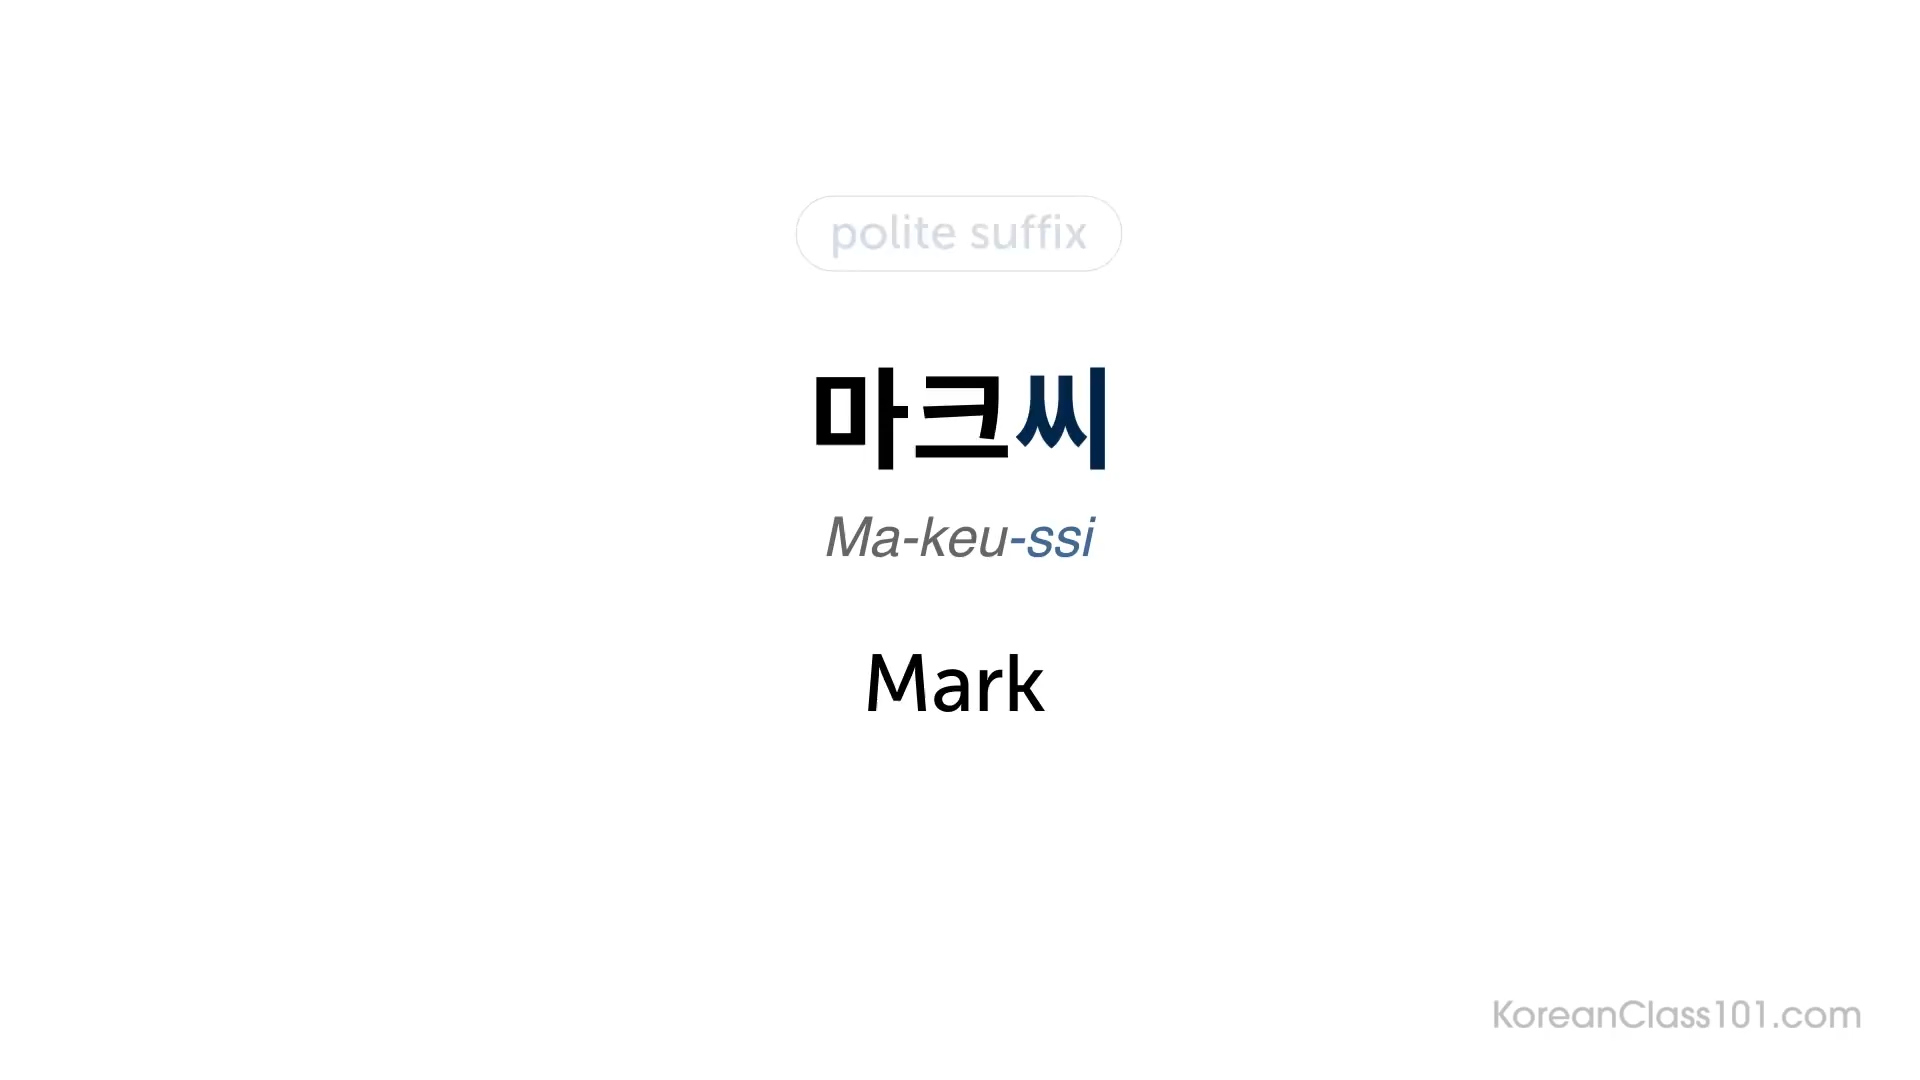 polite suffix
마크씨
Ma-keu-ssi
Mark
KoreanClass101.com